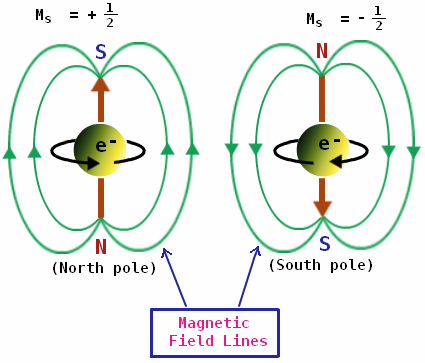 Ms = + 1/2
Ms = - 1/2
S
N
e-
e-
N
S
(North pole)
(South pole)
Magnetic
Field Lines